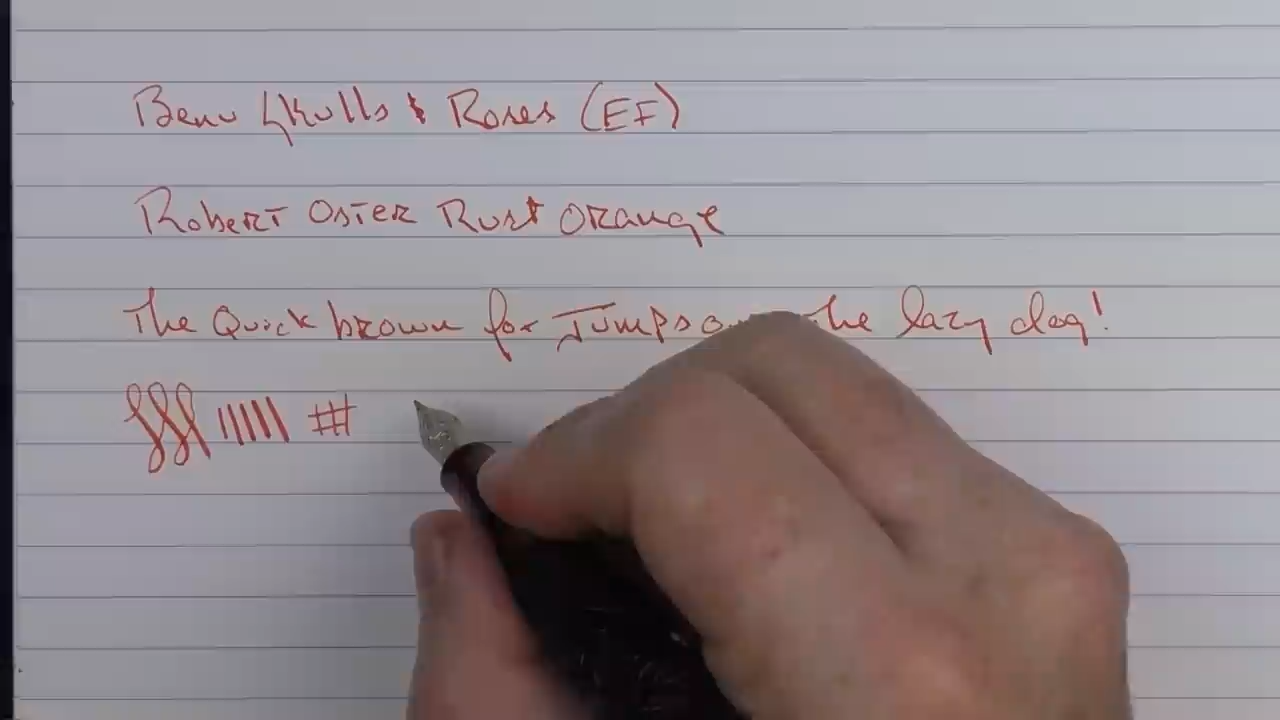 Benu Skulls & Roses (EF)
Robert Oster Rust Orange
The Quick brown fox Jumps the lazy dog!
#